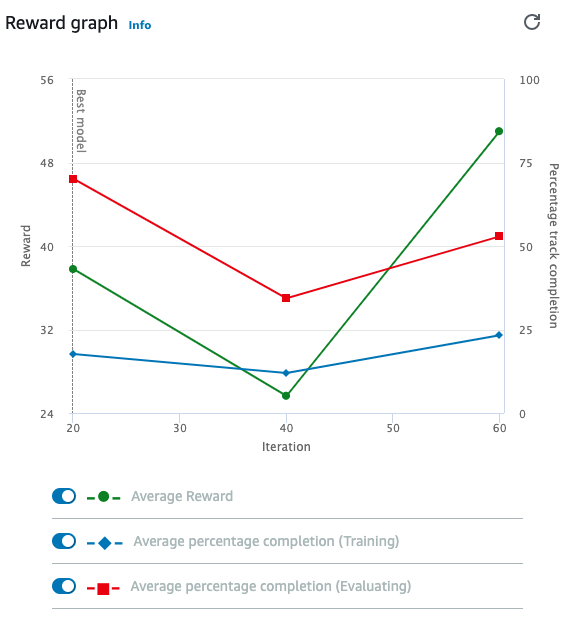 Reward graph Info
56
48
40
32
24
Reward
Best model
100
75
50
25
0
Percentage track completion
20 30 40 50 60
Iteration
Average Reward
Average percentage completion (Training)
Average percentage completion (Evaluating)